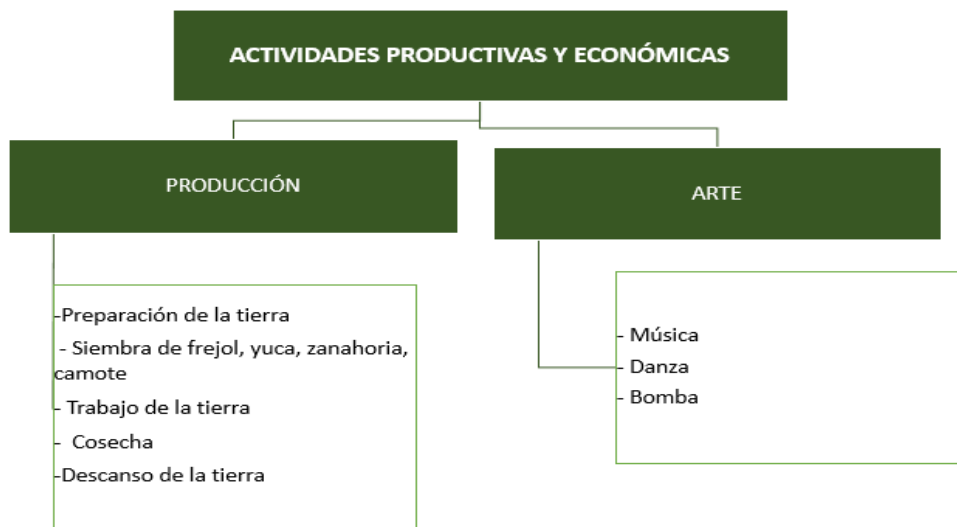 ACTIVIDADES PRODUCTIVAS Y ECONÓMICAS
PRODUCCIÓN
-Preparación de la tierra
- Siembra de frejol, yuca, zanahoria,
camote
- Trabajo de la tierra
- Cosecha
-Descanso de la tierra
ARTE
- Música
- Danza
- Bomba